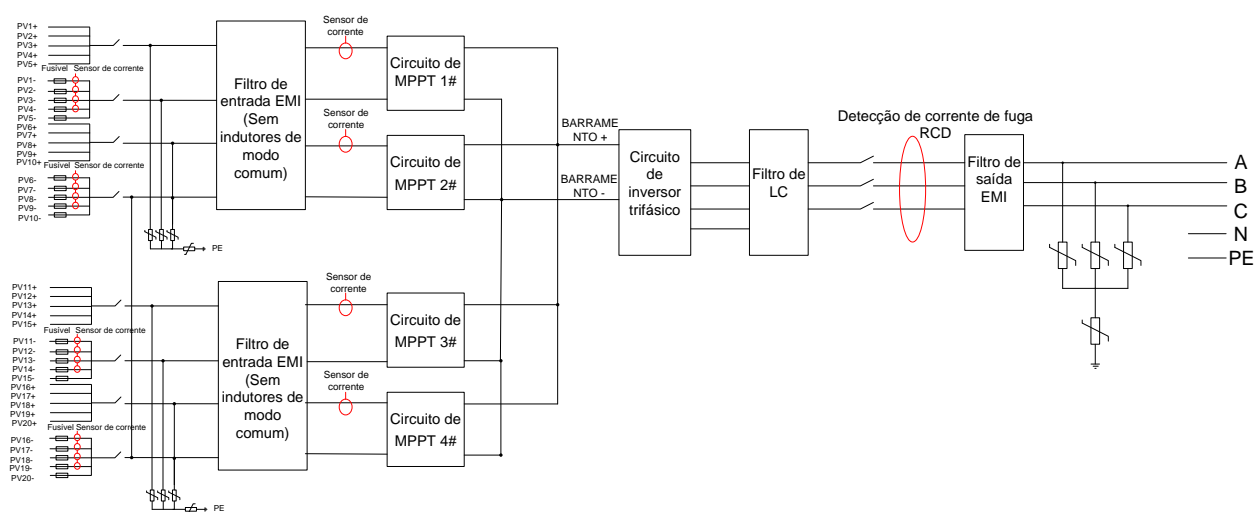 PV1+
PV2+
PV3+
PV4+
PV5+
Fusível Sensor de corrente
PV1-
PV2-
PV3-
PV4-
PV5-
PV6+
PV7+
PV8+
PV9+
PV10+
Fusível Sensor de corrente
PV6-
PV7-
PV8-
PV9-
PV10-
PE
Filtro de
entrada EMI
(Sem
indutores de
modo
comum)
Sensor de
corrente
Sensor de
corrente
Circuito de
MPPT 1#
Circuito de
MPPT 2#
BARRAME
NTO +
BARRAME
NTO -
Circuito
de
inversor
trifásico
Filtro de
LC
Detecção de corrente de fuga
RCD
Filtro de
saída
EMI
A
B
C
N
PE
PV11+
PV12+
PV13+
PV14+
PV15+
Fusível Sensor de corrente
PV11-
PV12-
PV13-
PV14-
PV15-
PV16+
PV17+
PV18+
PV19+
PV20+
Fusível Sensor de corrente
PV16-
PV17-
PV18-
PV19-
PV20-
PE
Filtro de
entrada EMI
(Sem
indutores de
modo
comum)
Sensor de
corrente
Sensor de
corrente
Circuito de
MPPT 3#
Circuito de
MPPT 4#